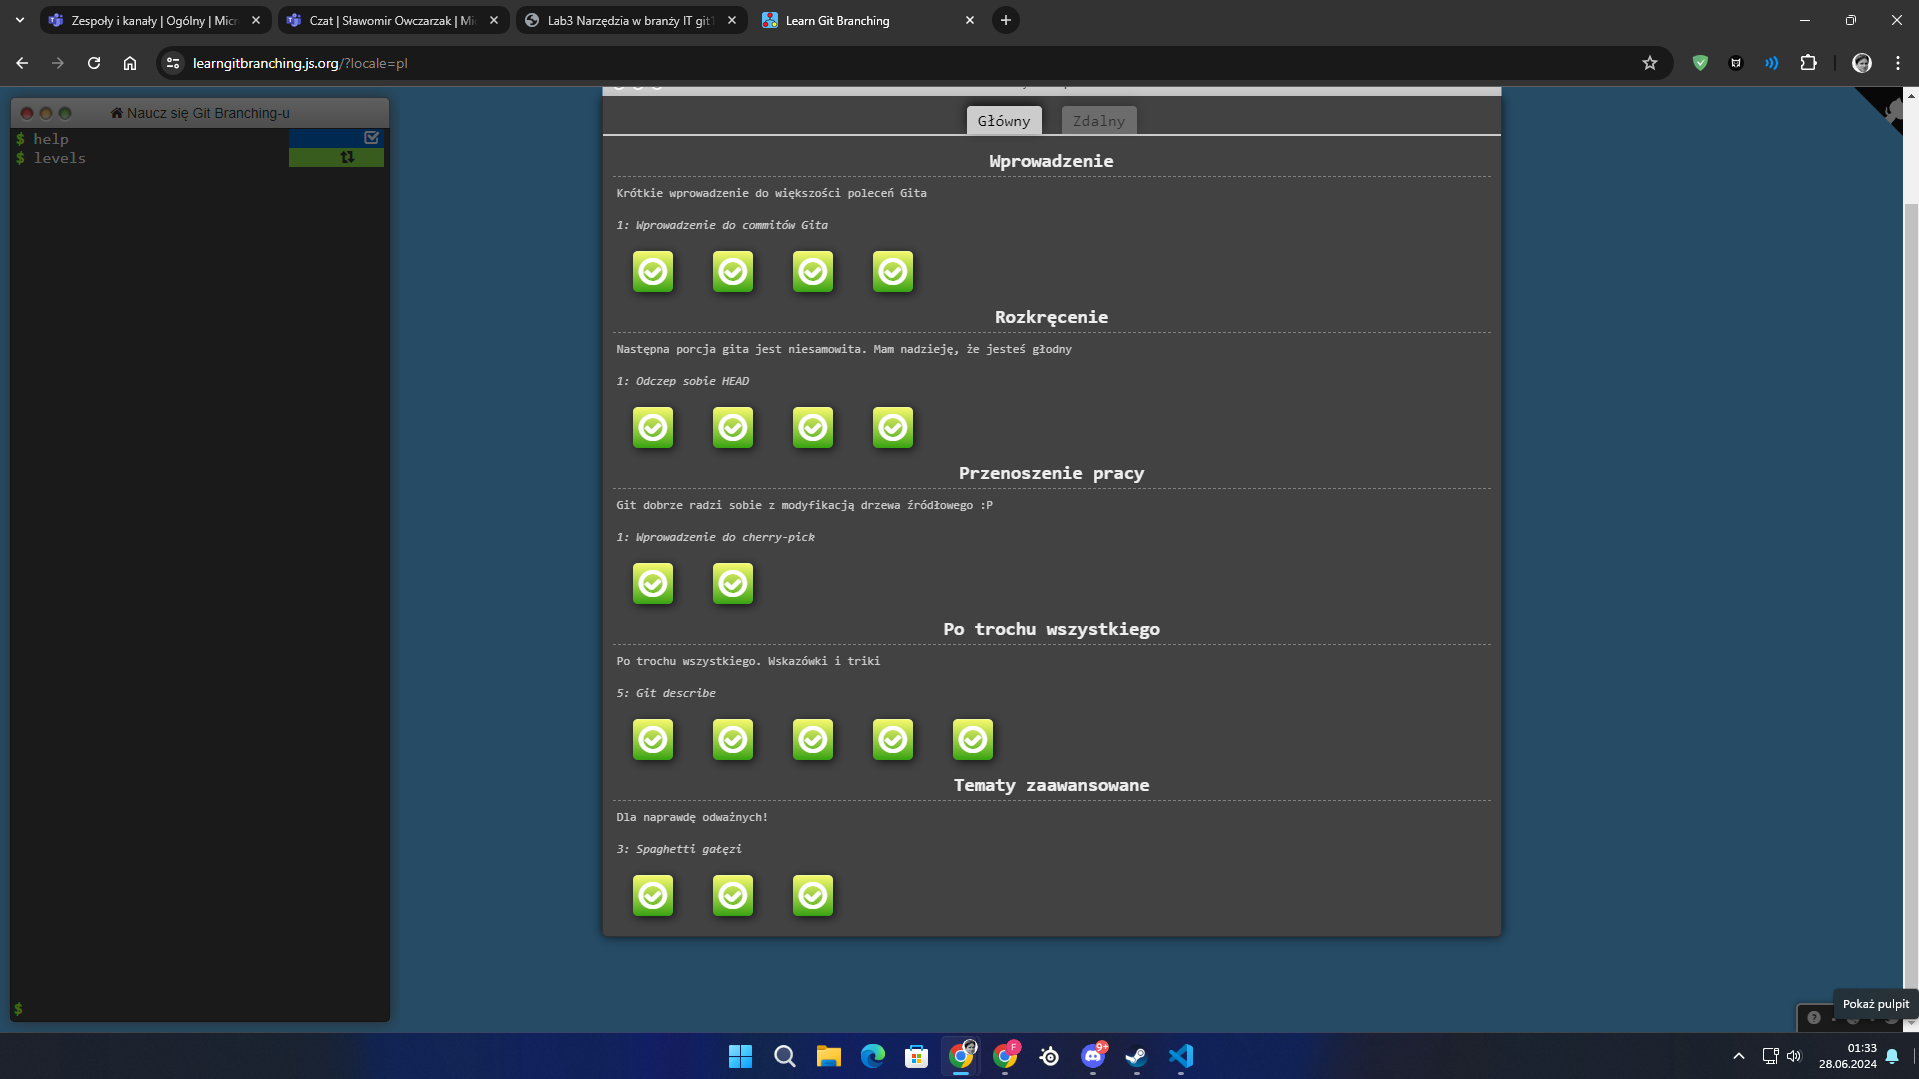 Zespoły i kanały | Ogólny | Micr
Czat | Sławomir Owczarzak | Mi
Lab3 Narzędzia w branży IT git1
Learn Git Branching
learngitbranching.js.org/?locale=pl
Naucz się Git Branching-u
$ help
$ levels
$
Główny
Zdalny
Wprowadzenie
Krótkie wprowadzenie do większości poleceń Gita
1: Wprowadzenie do commitów Gita
Rozkręcenie
Następna porcja gita jest niesamowita. Mam nadzieję, że jesteś głodny
1: Odczep sobie HEAD
Przenoszenie pracy
Git dobrze radzi sobie z modyfikacją drzewa źródłowego :P
1: Wprowadzenie do cherry-pick
Po trochu wszystkiego
Po trochu wszystkiego. Wskazówki i triki
5: Git describe
Tematy zaawansowane
Dla naprawdę odważnych!
3: Spaghetti gałęzi
Pokaż pulpit
F
9+
01:33
28.06.2024